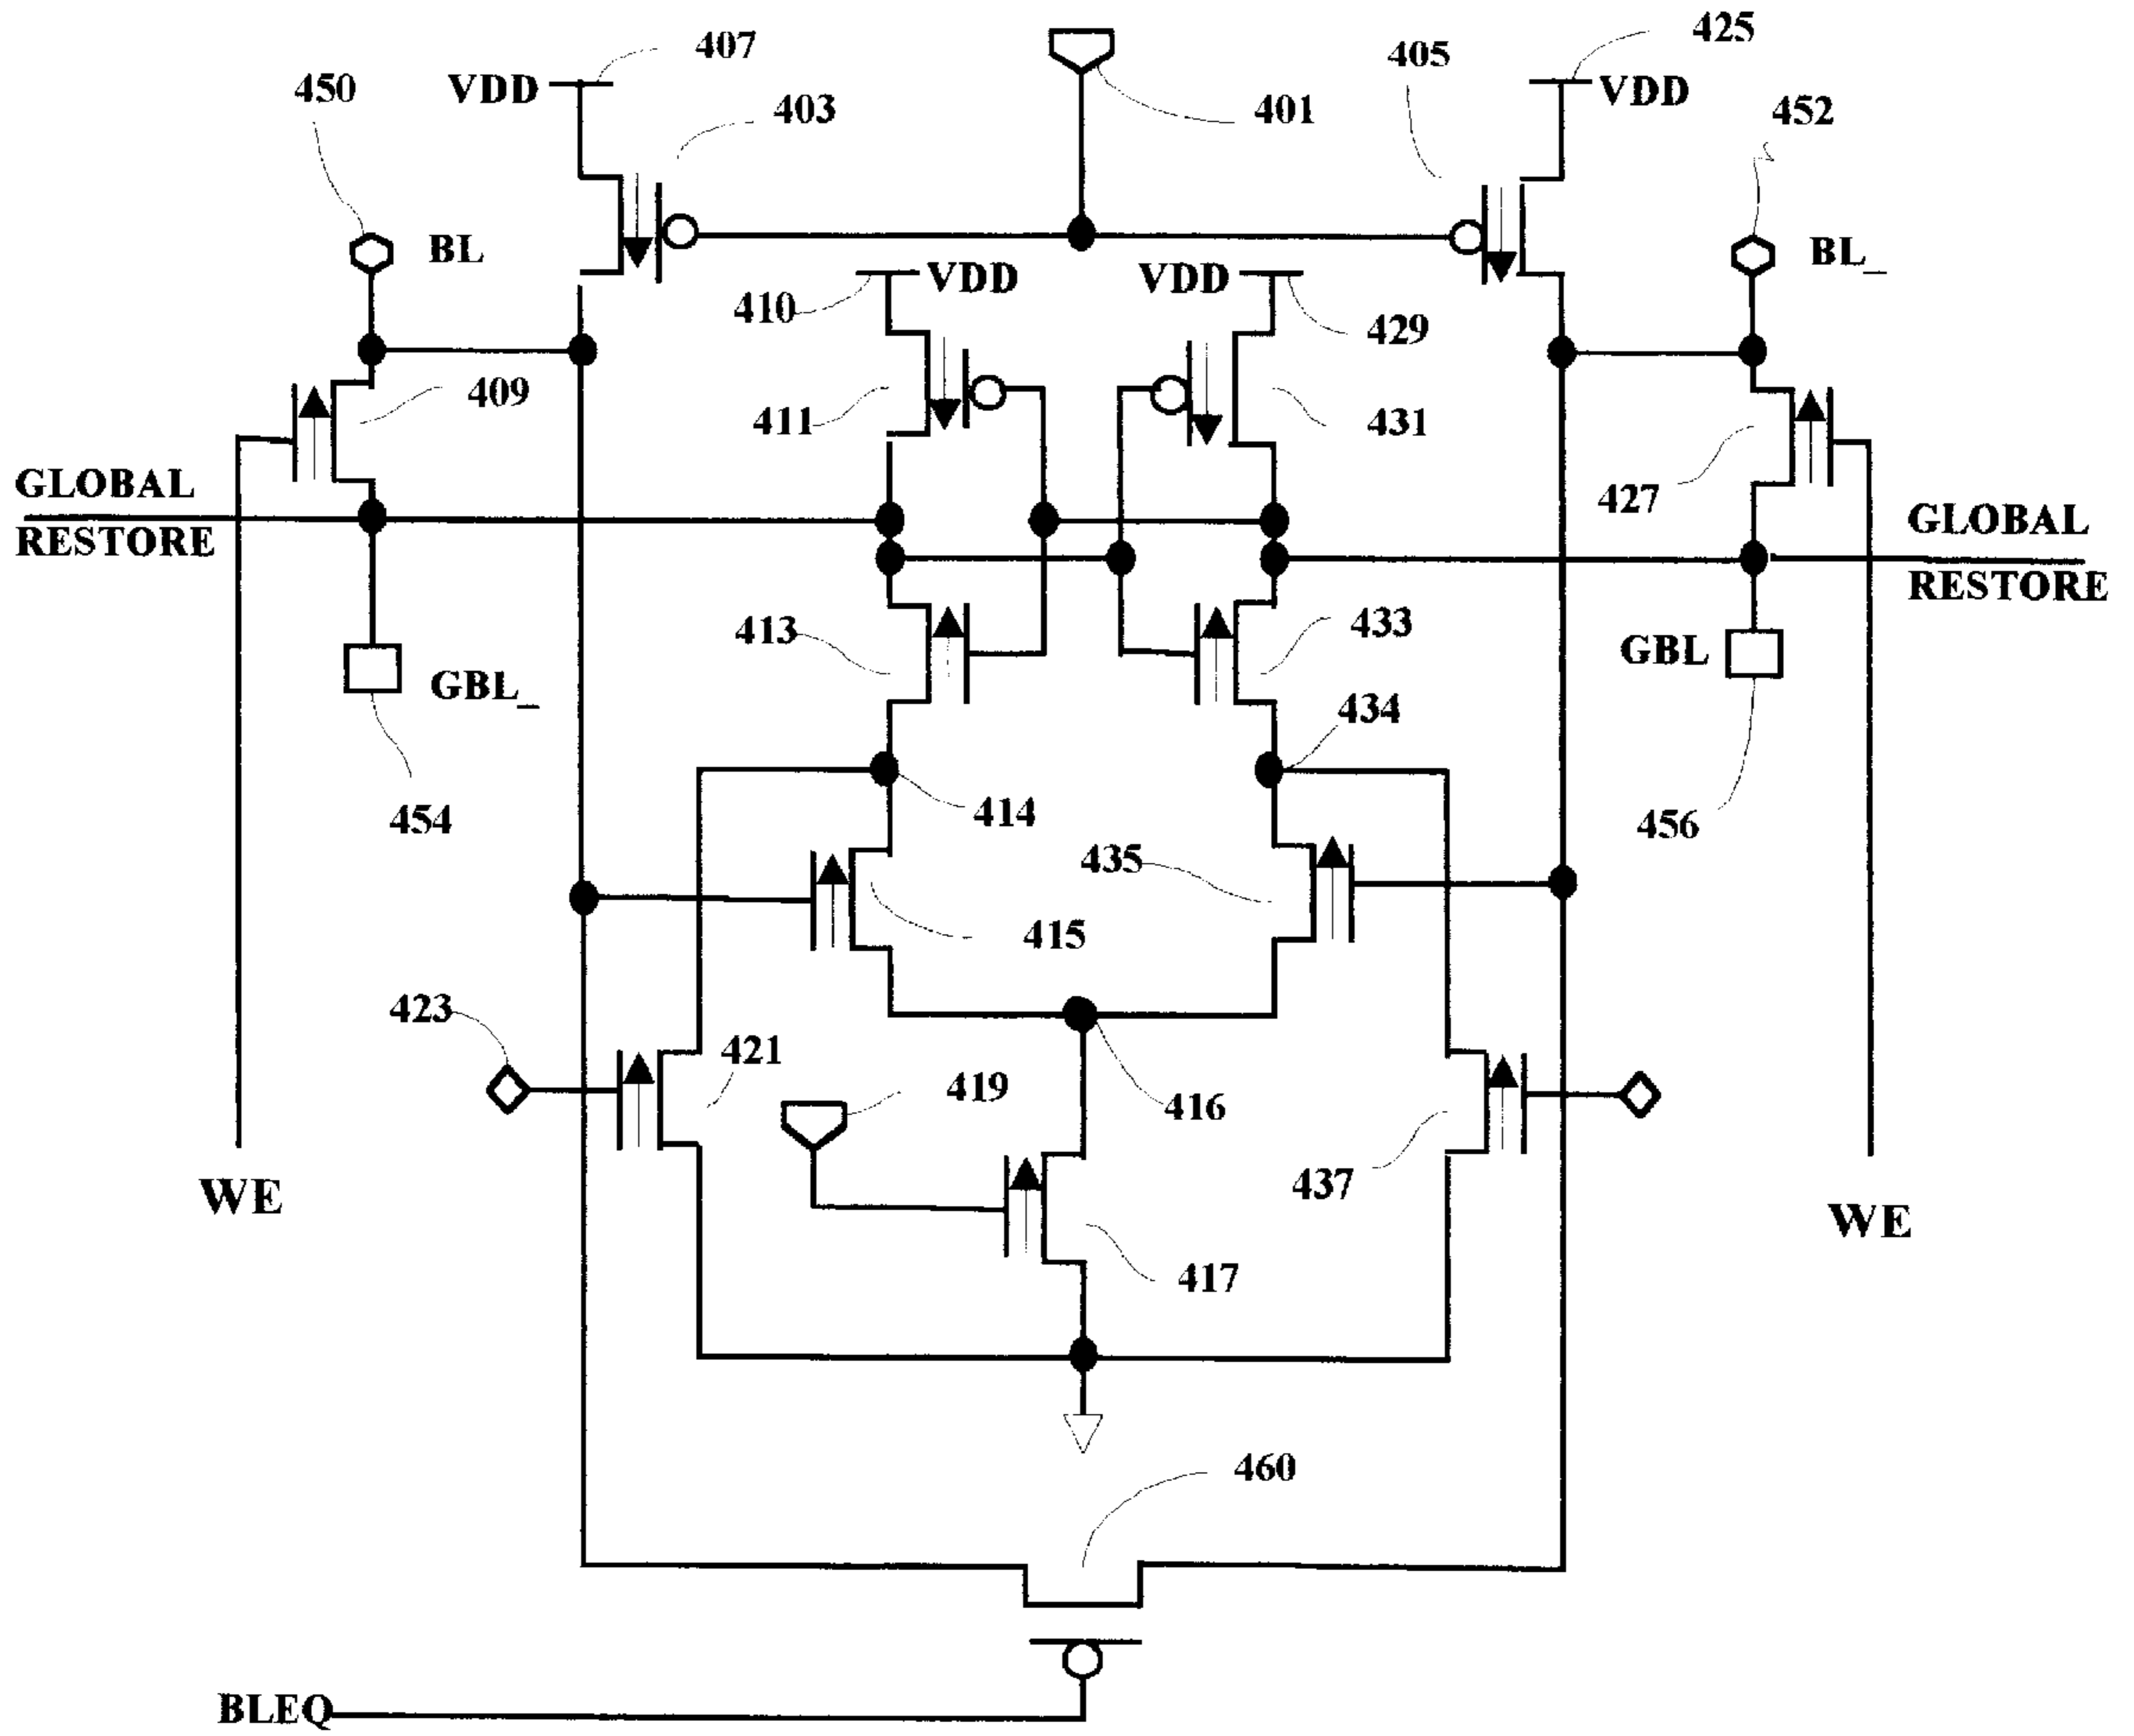 407
425
405
VDD
VDD
450
403
401
452
BL
BL_
VDD
VDD
410
429
409
411
431
GLOBAL
RESTORE
427
GLOBAL
RESTORE
413
433
GBL_
GBL
434
454
414
456
435
415
423
421
419
416
WE
437
WE
417
460
BLEQ